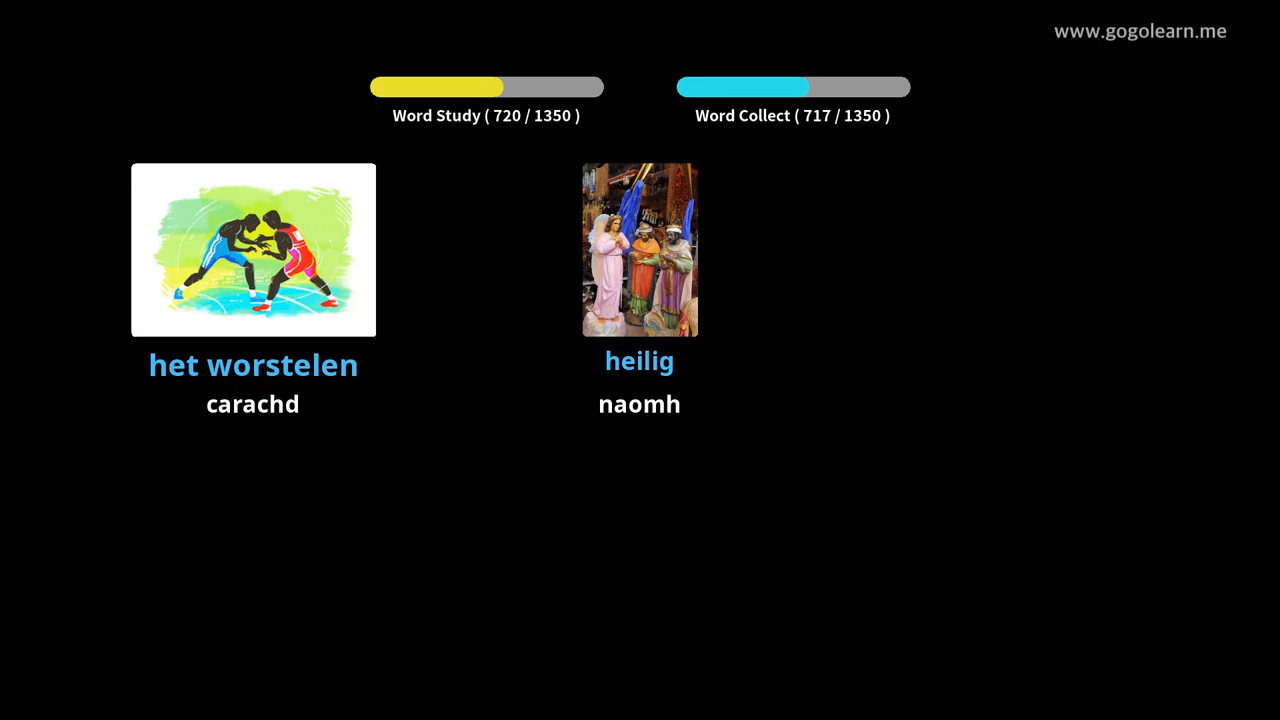 www.gogolearn.me
Word Study ( 720 / 1350 )
Word Collect ( 717 / 1350 )
het worstelen
carachd
heilig
naomh